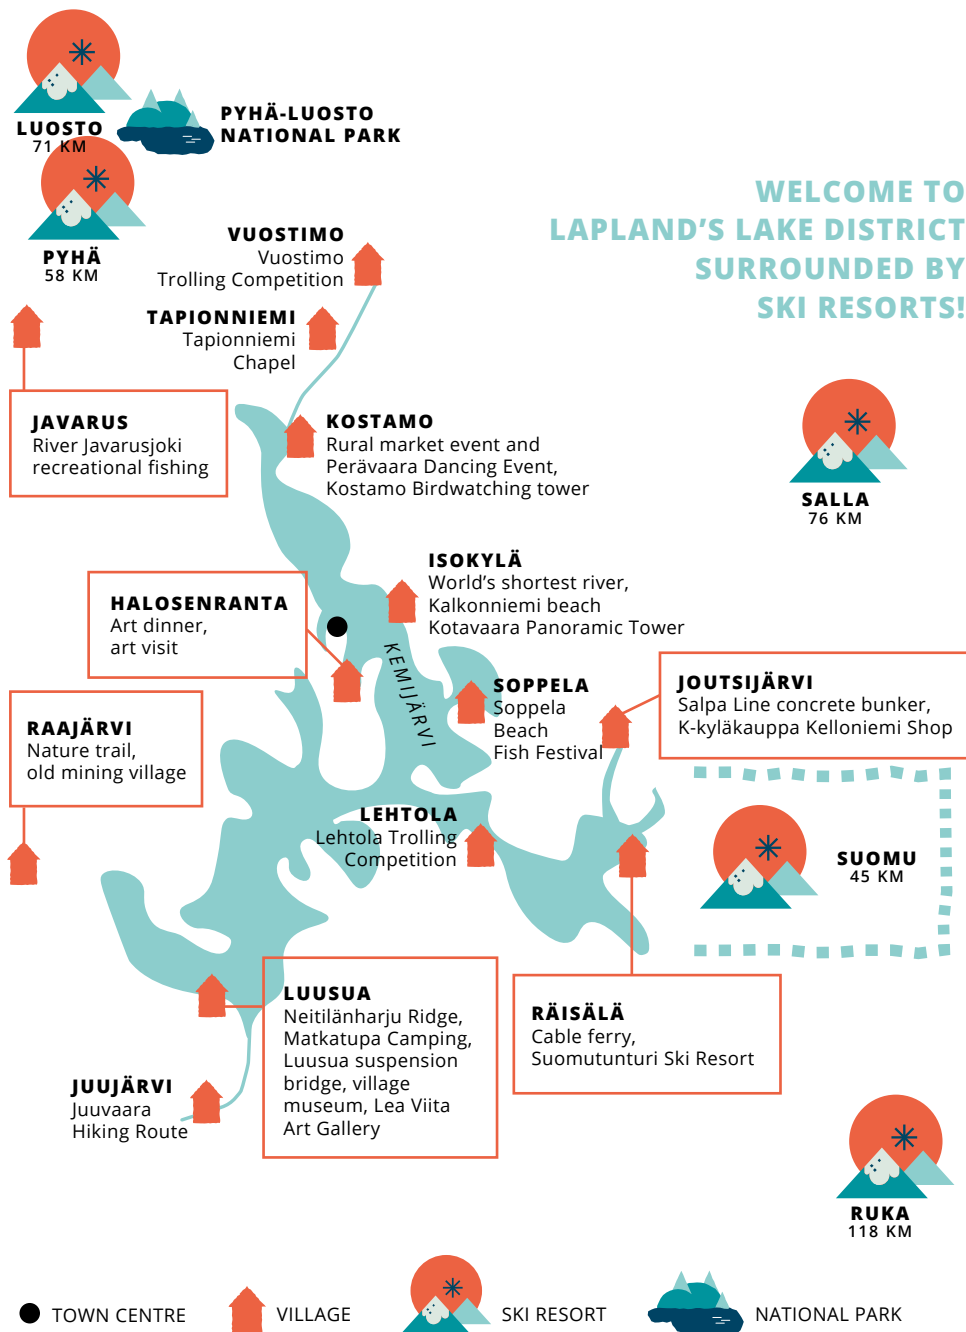 LUOSTO
71 KM
PYHÄ-LUOSTO
NATIONAL PARK
PYHÄ
58 KM
WELCOME TO
LAPLAND'S LAKE DISTRICT
SURROUNDED BY
SKI RESORTS!
VUOSTIMO
Vuostimo
Trolling Competition
TAPIONNIEMI
Tapionniemi
Chapel
JAVARUS
River Javarusjoki
recreational fishing
KOSTAMO
Rural market event and
Perävaara Dancing Event,
Kostamo Birdwatching tower
SALLA
76 KM
ISOKYLÄ
World's shortest river,
Kalkonniemi beach
Kotavaara Panoramic Tower
HALOSENRANTA
Art dinner,
art visit
KEMIJÄRVI
SOPPELA
Soppela
Beach
Fish Festival
JOUTSIJÄRVI
Salpa Line concrete bunker,
K-kyläkauppa Kelloniemi Shop
RAAJÄRVI
Nature trail,
old mining village
LEHTOLA
Lehtola Trolling
Competition
SUOMU
45 KM
LUUSUA
Neitilänharju Ridge,
Matkatupa Camping,
Luusua suspension
bridge, village
museum, Lea Viita
Art Gallery
RÄISÄLÄ
Cable ferry,
Suomutunturi Ski Resort
JUUJÄRVI
Juuvaara
Hiking Route
RUKA
118 KM
TOWN CENTRE
VILLAGE
SKI RESORT
NATIONAL PARK